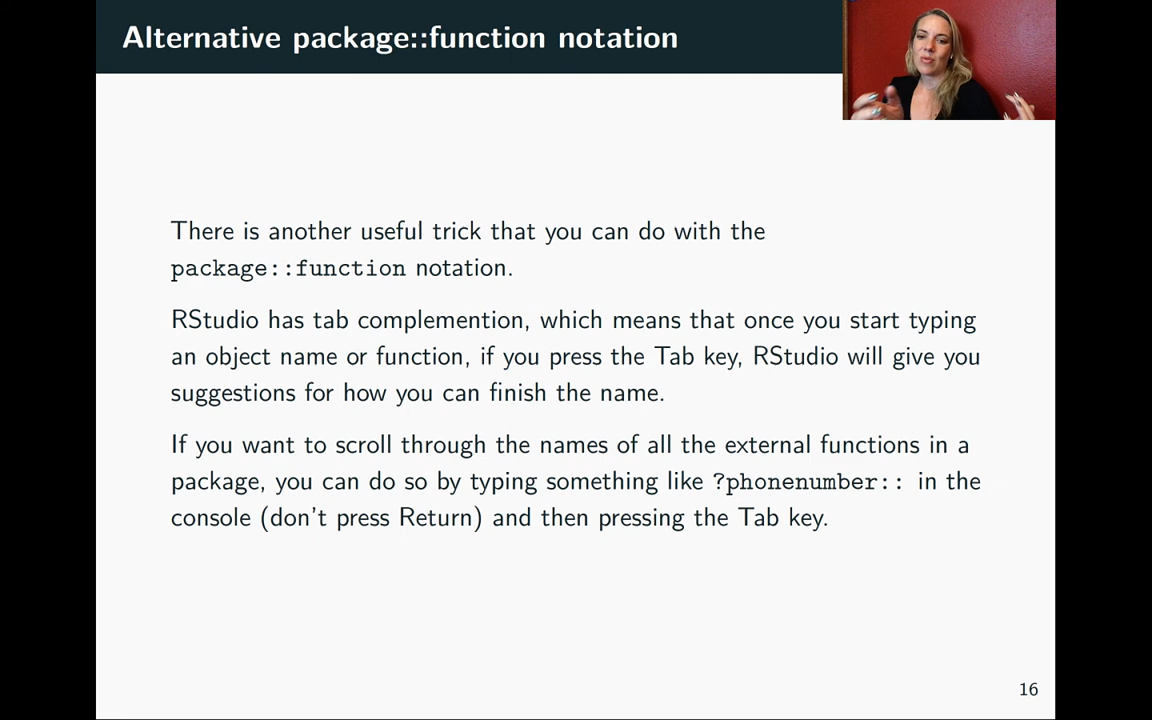 Alternative package::function notation
There is another useful trick that you can do with the
package::function notation.
RStudio has tab complemention, which means that once you start typing
an object name or function, if you press the Tab key, RStudio will give you
suggestions for how you can finish the name.
If you want to scroll through the names of all the external functions in a
package, you can do so by typing something like ?phonenumber:: in the
console (don't press Return) and then pressing the Tab key.
16